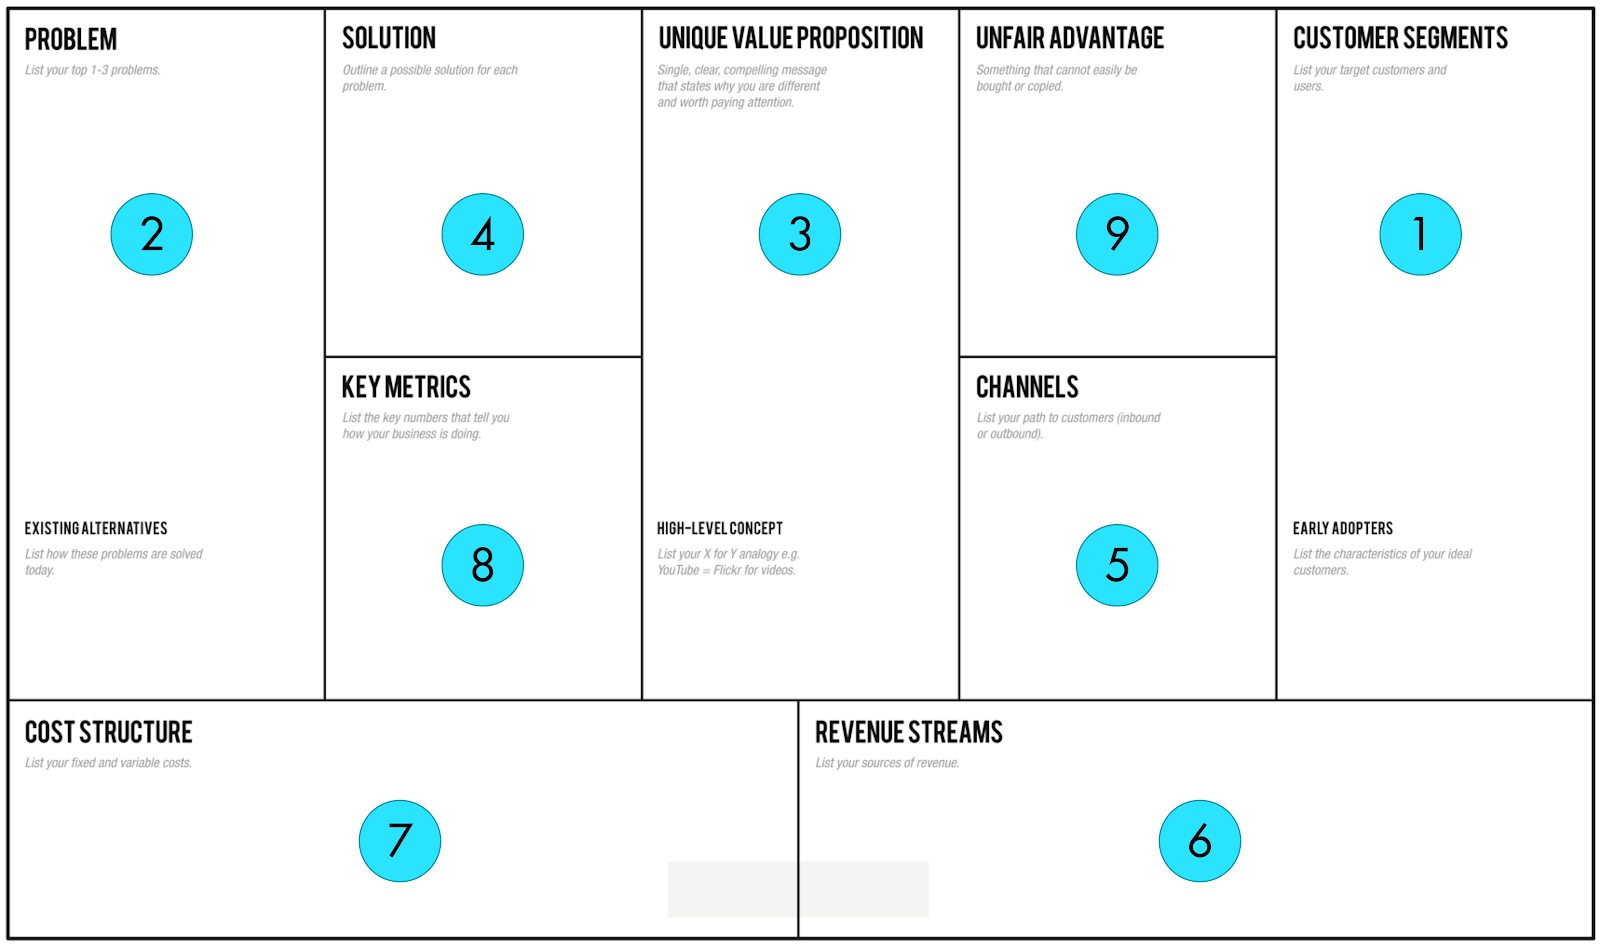 PROBLEM
List your top 1-3 problems.
2
EXISTING ALTERNATIVES
List how these problems are solved
today.
SOLUTION
Outline a possible solution for each
problem.
4
KEY METRICS
List the key numbers that tell you
how your business is doing.
8
UNIQUE VALUE PROPOSITION
Single, clear, compelling message
that states why you are different
and worth paying attention.
3
HIGH-LEVEL CONCEPT
List your X for Y analogy e.g.
YouTube = Flickr for videos.
UNFAIR ADVANTAGE
Something that cannot easily be
bought or copied.
9
CHANNELS
List your path to customers (inbound
or outbound).
5
CUSTOMER SEGMENTS
List your target customers and
users.
1
EARLY ADOPTERS
List the characteristics of your ideal
customers.
COST STRUCTURE
List your fixed and variable costs.
7
REVENUE STREAMS
List your sources of revenue.
6